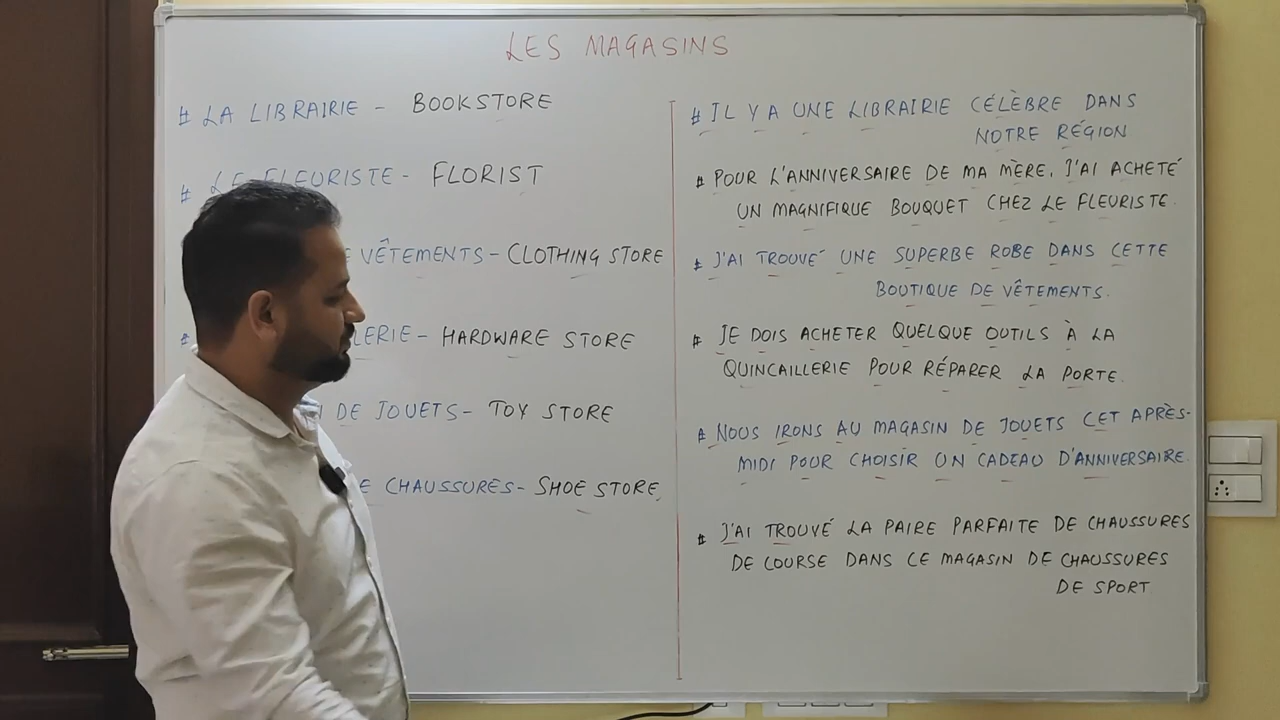 LES MAGASINS
# LA LIBRAIRIE - BOOKSTORE
# LE FLEURISTE - FLORIST
VÊTEMENTS - CLOTHING STORE
LERIE - HARDWARE STORE
DE JOUETS - TOY STORE
CHAUSSURES - SHOE STORE
# IL Y A UNE LIBRAIRIE CÉLÈBRE DANS
NOTRE RÉGION
# POUR L'ANNIVERSAIRE DE MA MÈRE, J'AI ACHETÉ
UN MAGNIFIQUE BOUQUET CHEZ LE FLEURISTE.
# J'AI TROUVÉ UNE SUPERBE ROBE DANS CETTE
BOUTIQUE DE VÊTEMENTS.
# JE DOIS ACHETER QUELQUE OUTILS À LA
QUINCAILLERIE POUR RÉPARER LA PORTE.
# NOUS IRONS AU MAGASIN DE JOUETS CET APRÈS-
MIDI POUR CHOISIR UN CADEAU D'ANNIVERSAIRE.
# J'AI TROUVÉ LA PAIRE PARFAITE DE CHAUSSURES
DE COURSE DANS CE MAGASIN DE CHAUSSURES
DE SPORT